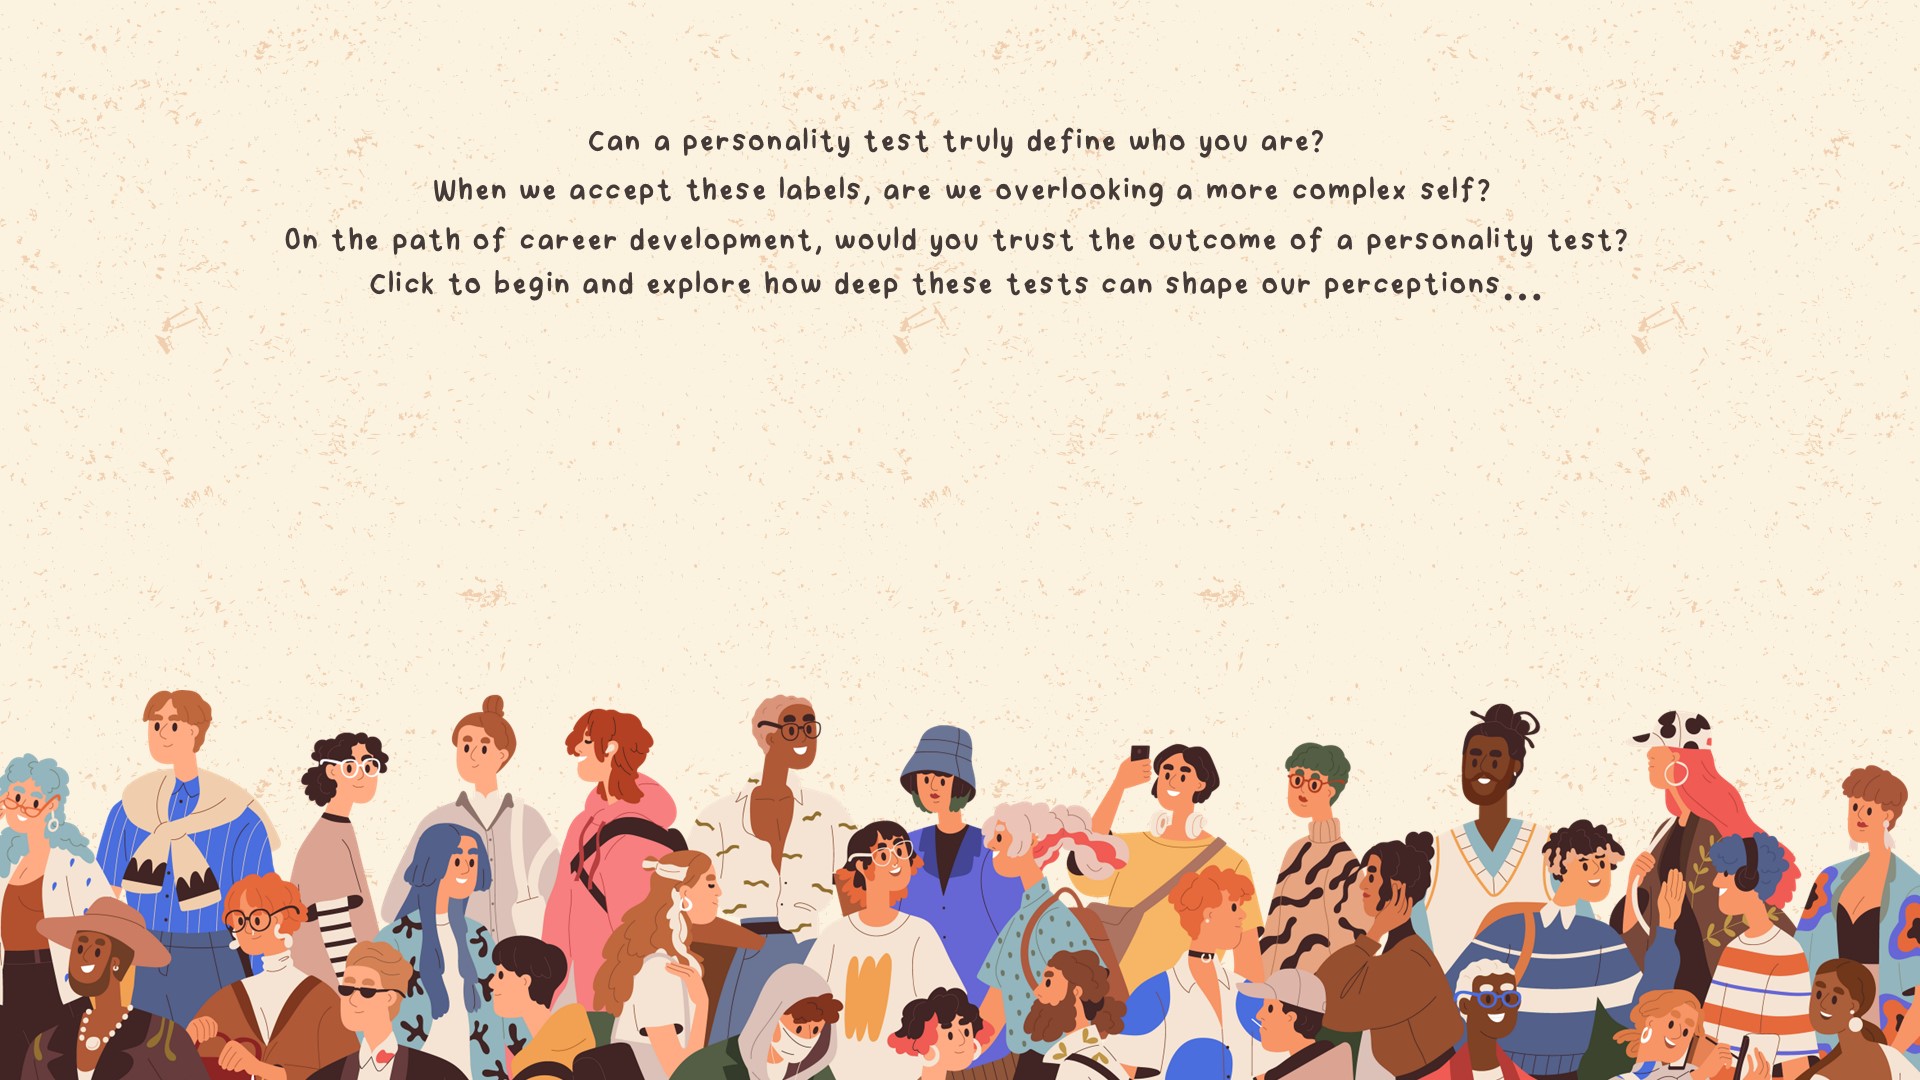 Can a personality test truly define who you are?
When we accept these labels, are we overlooking a more complex self?
On the path of career development, would you trust the outcome of a personality test?
Click to begin and explore how deep these tests can shape our perceptions...